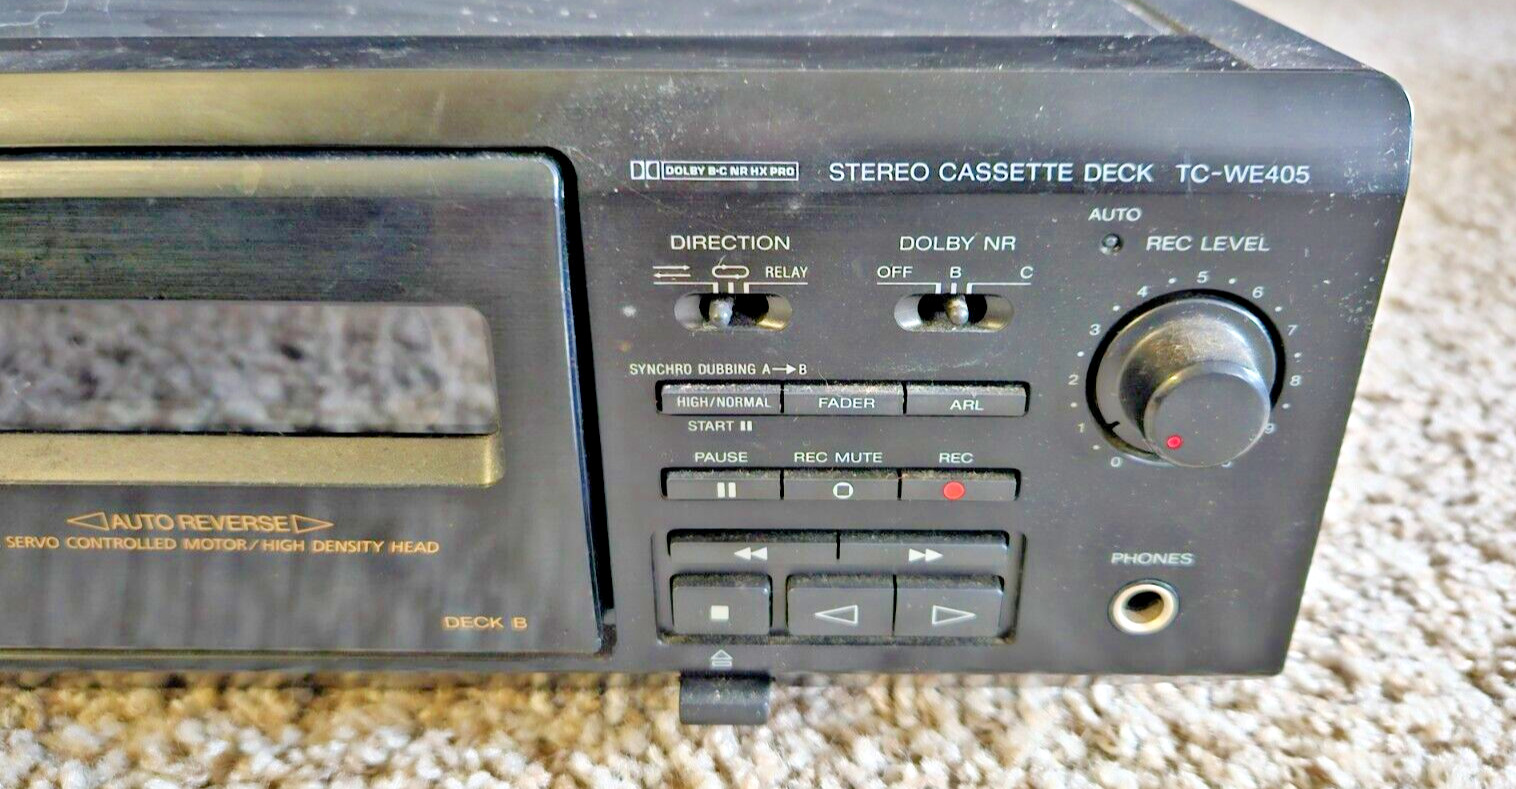 DOLBY B·C NR HX PRO STEREO CASSETTE DECK TC-WE405
AUTO
DIRECTION DOLBY NR REC LEVEL
RELAY OFF B C
0 1 2 3 4 5 6 7 8 9
SYNCHRO DUBBING A→B
HIGH/NORMAL FADER ARL
START
PAUSE REC MUTE REC
◁AUTO REVERSE▷
SERVO CONTROLLED MOTOR/HIGH DENSITY HEAD
PHONES
DECK B